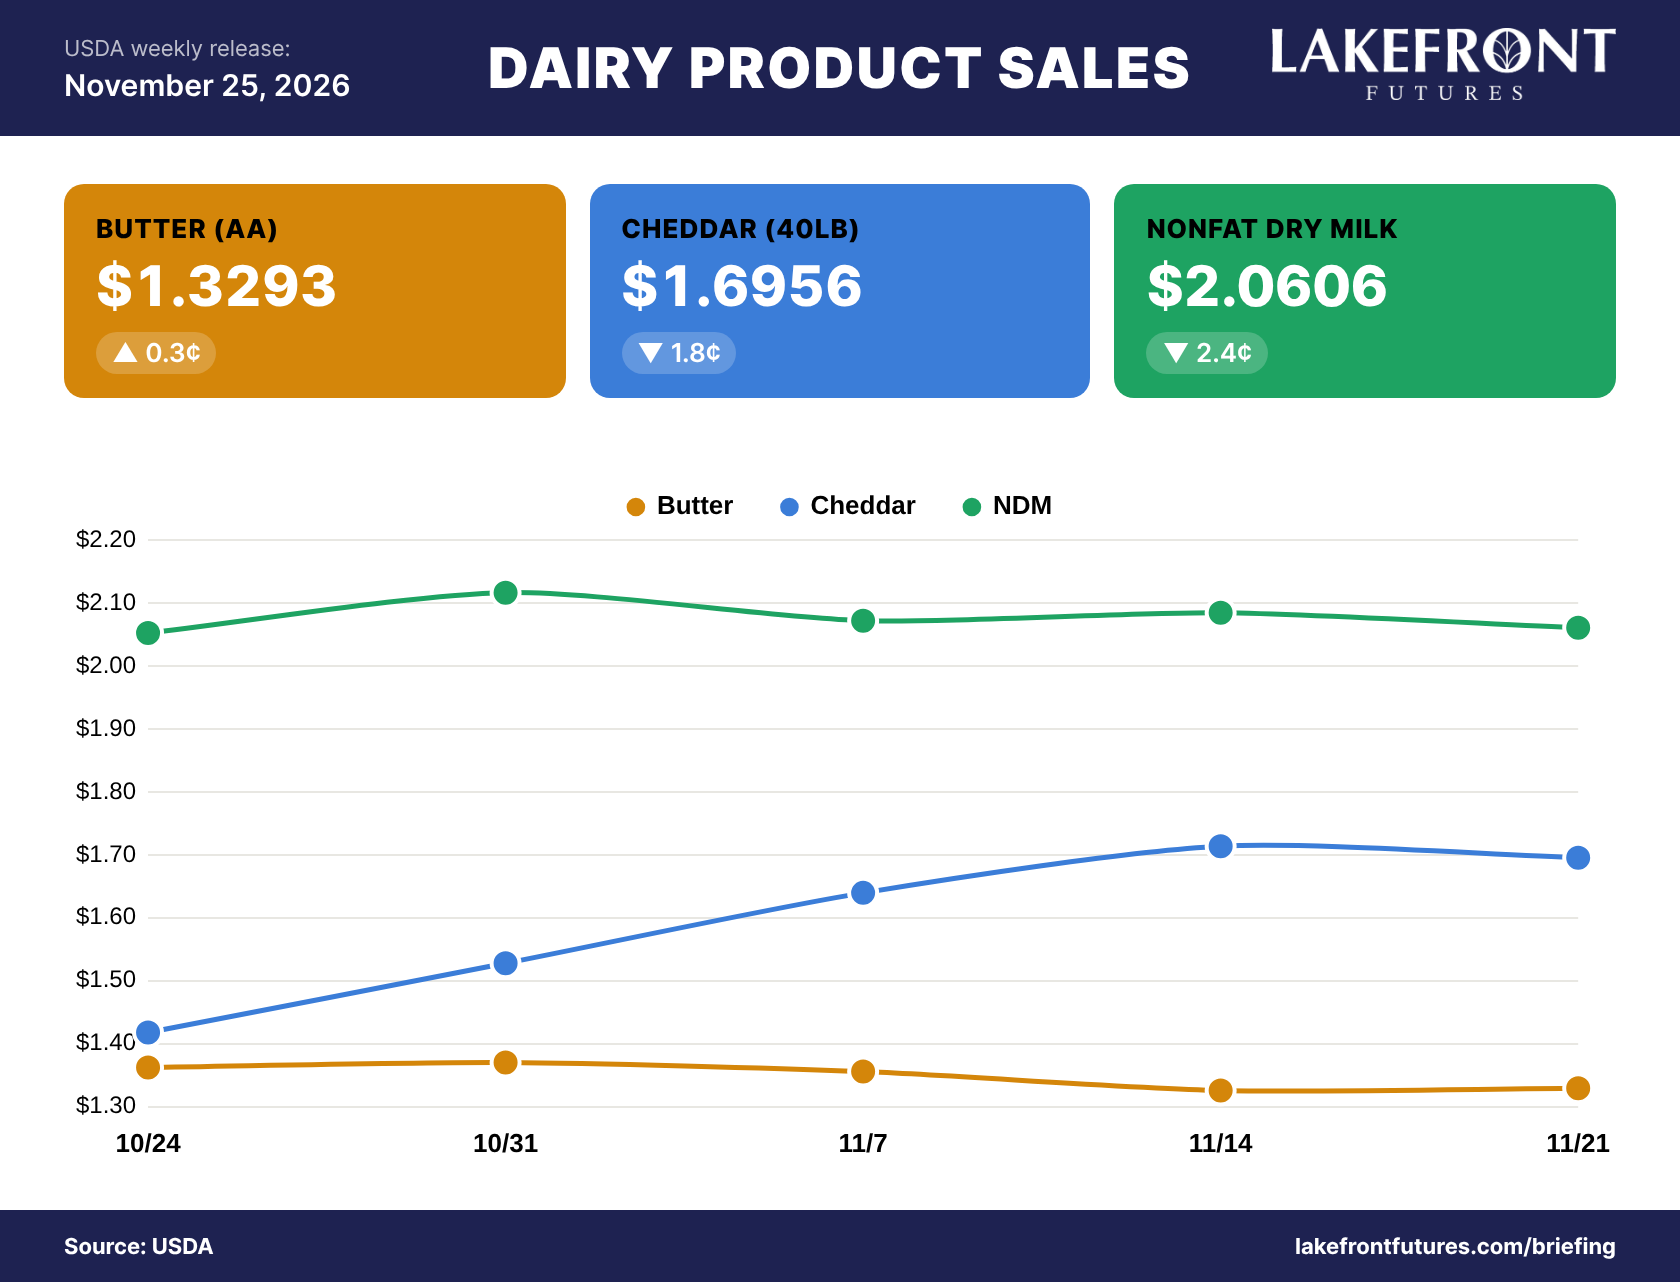 USDA weekly release:
November 25, 2026
DAIRY PRODUCT SALES
LAKEFRONT
FUTURES
BUTTER (AA)
$1.3293
▲ 0.3¢
CHEDDAR (40LB)
$1.6956
▼ 1.8¢
NONFAT DRY MILK
$2.0606
▼ 2.4¢
Butter Cheddar NDM
$2.20
$2.10
$2.00
$1.90
$1.80
$1.70
$1.60
$1.50
$1.40
$1.30
10/24 10/31 11/7 11/14 11/21
Source: USDA
lakefrontfutures.com/briefing